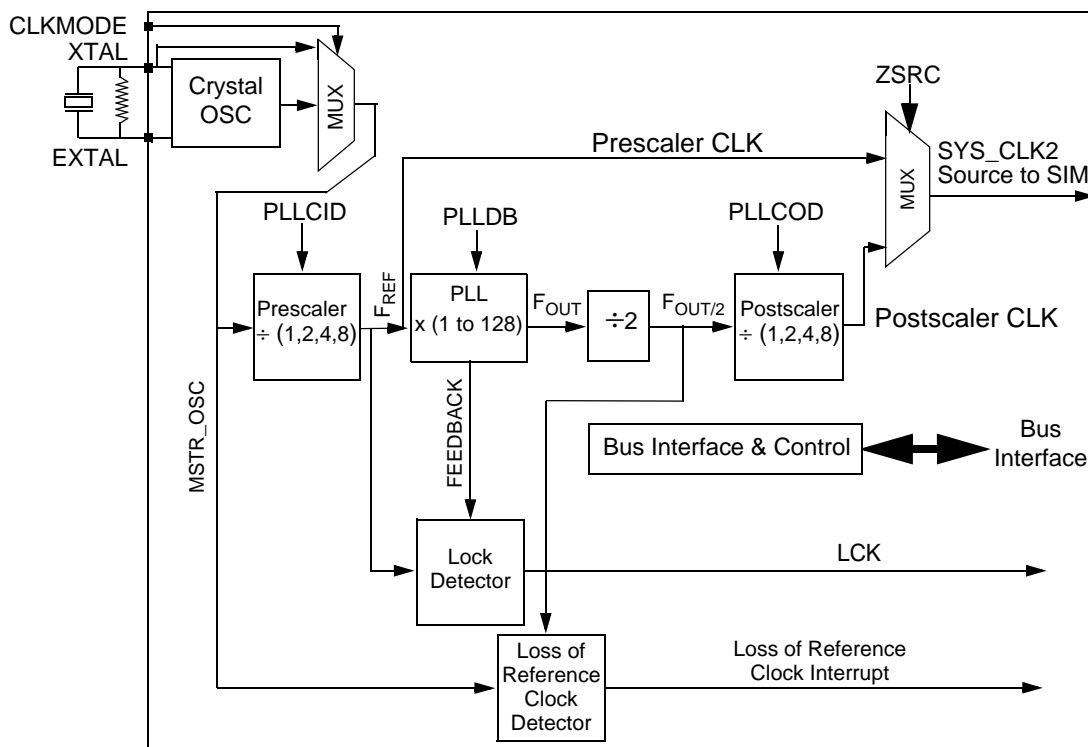 CLKMODE
XTAL
Crystal
OSC
MUX
EXTAL
ZSRC
Prescaler CLK
MUX
SYS_CLK2
Source to SIM
PLLCID
PLLDB
PLLCOD
Prescaler
÷ (1,2,4,8)
FREF
PLL
x (1 to 128)
FOUT
÷2
FOUT/2
Postscaler
÷ (1,2,4,8)
Postscaler CLK
MSTR_OSC
FEEDBACK
Bus Interface & Control
Bus
Interface
Lock
Detector
LCK
Loss of
Reference
Clock
Detector
Loss of Reference
Clock Interrupt